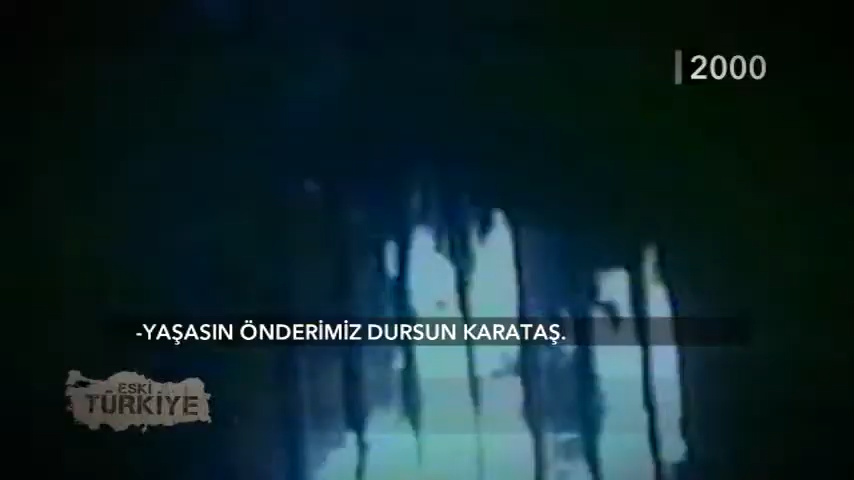 |2000
-YAŞASIN ÖNDERİMİZ DURSUN KARATAŞ.
ESKİ
TÜRKİYE